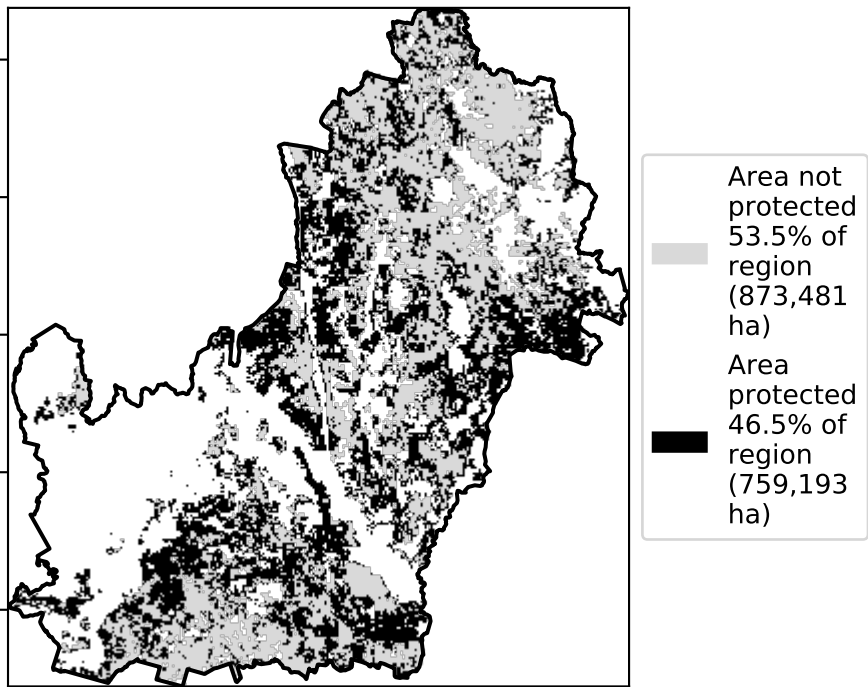 Area not
protected
53.5% of
region
(873,481
ha)
Area
protected
46.5% of
region
(759,193
ha)